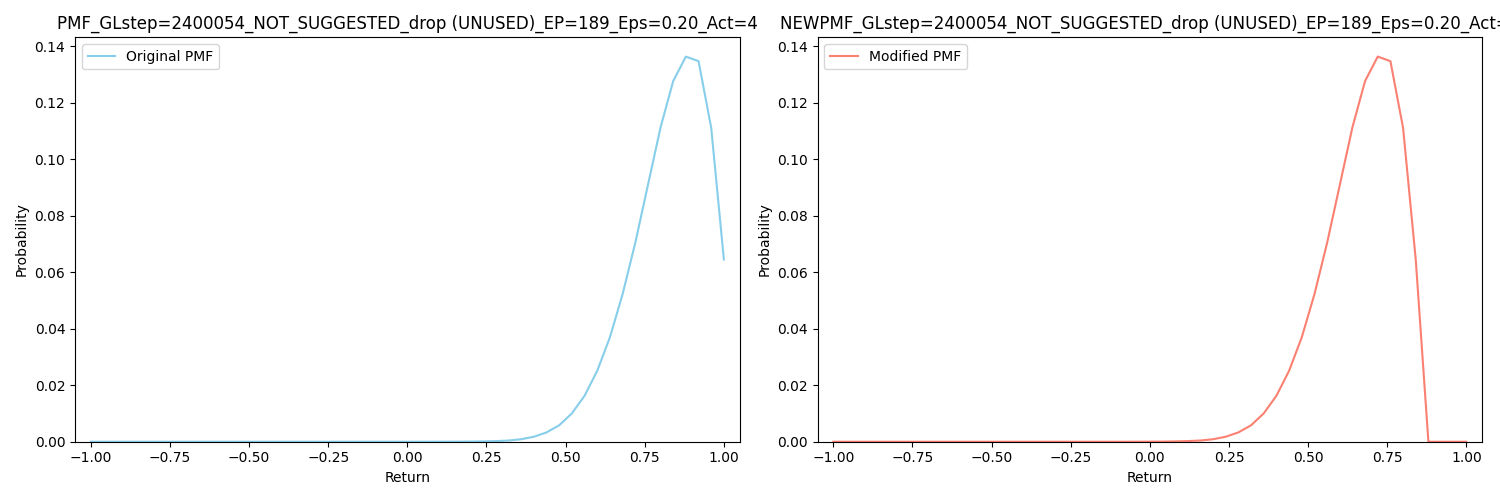 PMF_GLstep=2400054_NOT_SUGGESTED_drop (UNUSED)_EP=189_Eps=0.20_Act=4
NEWPMF_GLstep=2400054_NOT_SUGGESTED_drop (UNUSED)_EP=189_Eps=0.20_Act=
Original PMF
Probability
0.14
0.12
0.10
0.08
0.06
0.04
0.02
0.00
−1.00 −0.75 −0.50 −0.25 0.00 0.25 0.50 0.75 1.00
Return
Modified PMF
Probability
0.14
0.12
0.10
0.08
0.06
0.04
0.02
0.00
−1.00 −0.75 −0.50 −0.25 0.00 0.25 0.50 0.75 1.00
Return